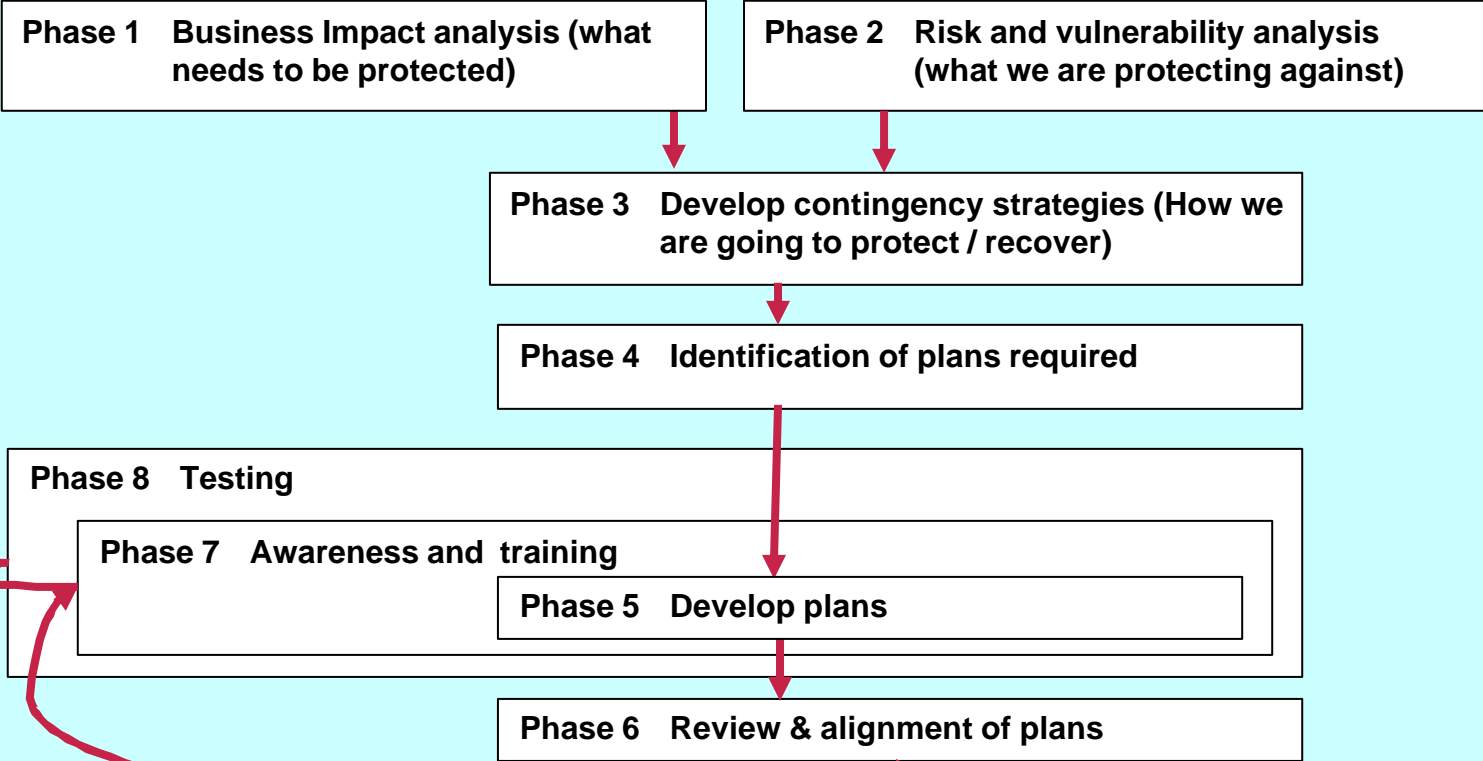 Phase 1 Business Impact analysis (what
needs to be protected)
Phase 2 Risk and vulnerability analysis
(what we are protecting against)
Phase 3 Develop contingency strategies (How we
are going to protect / recover)
Phase 4 Identification of plans required
Phase 8 Testing
Phase 7 Awareness and training
Phase 5 Develop plans
Phase 6 Review & alignment of plans